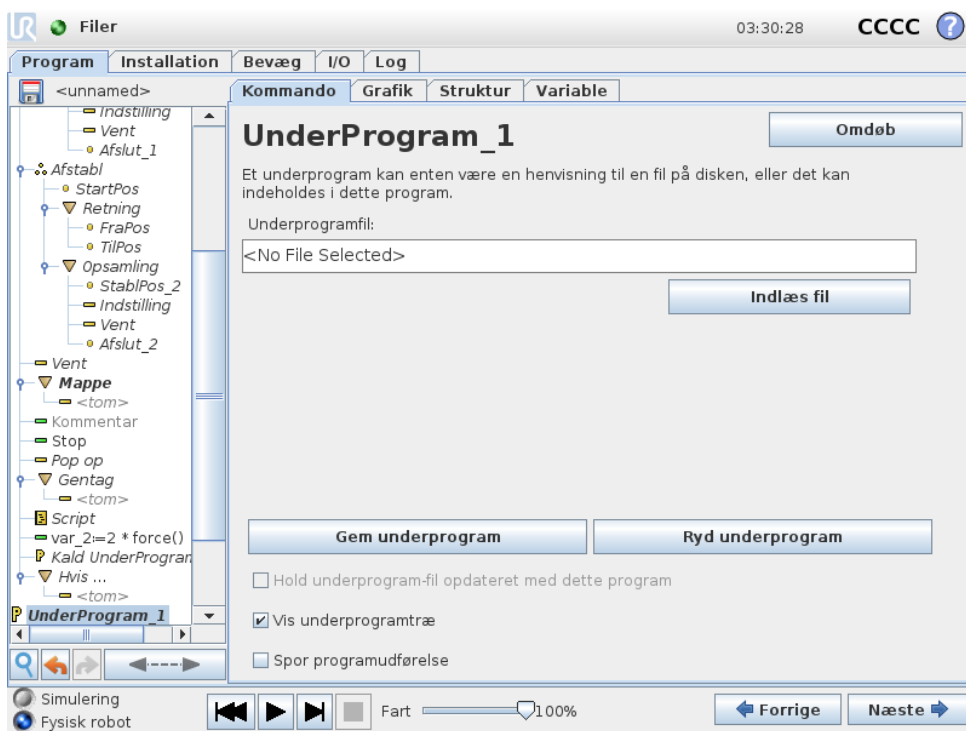 UR Filer 03:30:28 CCCC ?
Program Installation Bevæg I/O Log
<unnamed>
Kommando Grafik Struktur Variable
Indstilling
Vent
Afslut_1
Afstabl
StartPos
Retning
FraPos
TilPos
Opsamling
StablPos_2
Indstilling
Vent
Afslut_2
Vent
Mappe
<tom>
Kommentar
Stop
Pop op
Gentag
<tom>
Script
var_2:=2 * force()
P Kald UnderProgran
Hvis ...
<tom>
P UnderProgram_1
UnderProgram_1
Omdøb
Et underprogram kan enten være en henvisning til en fil på disken, eller det kan
indeholdes i dette program.
Underprogramfil:
<No File Selected>
Indlæs fil
Gem underprogram Ryd underprogram
Hold underprogram-fil opdateret med dette program
Vis underprogramtræ
Spor programudførelse
Simulering
Fysisk robot
Fart 100%
Forrige Næste